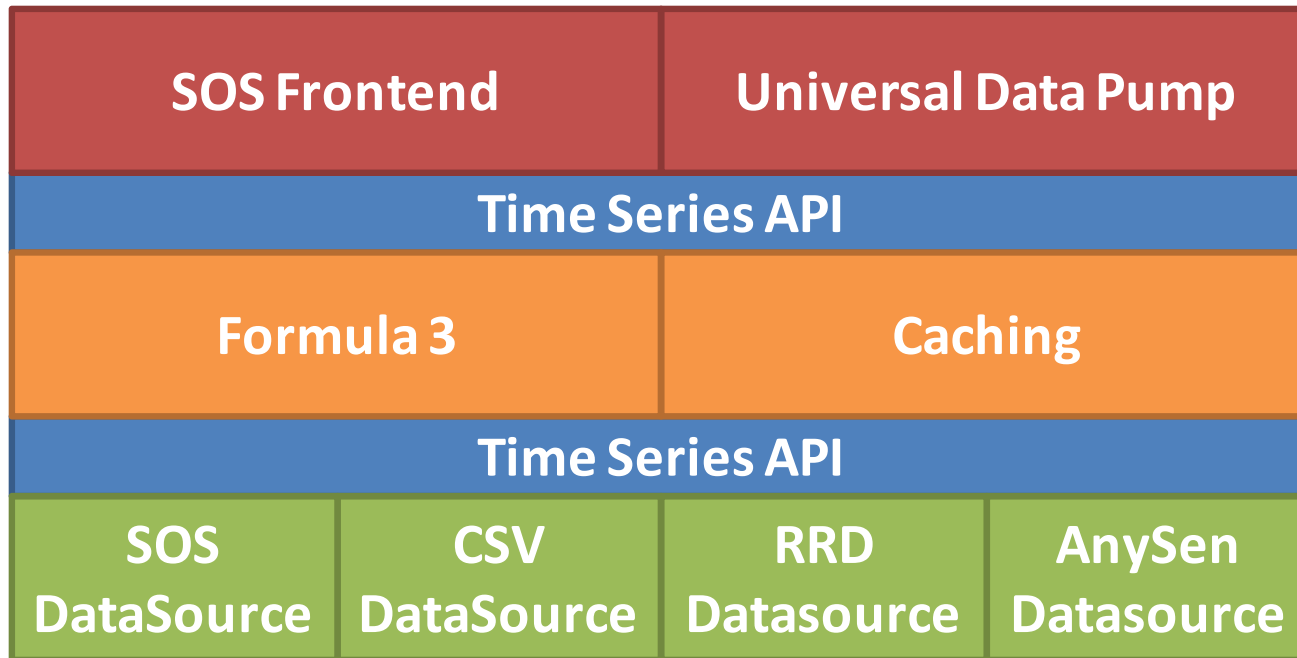 SOS Frontend
Universal Data Pump
Time Series API
Formula 3
Caching
Time Series API
SOS
DataSource
CSV
DataSource
RRD
Datasource
AnySen
Datasource